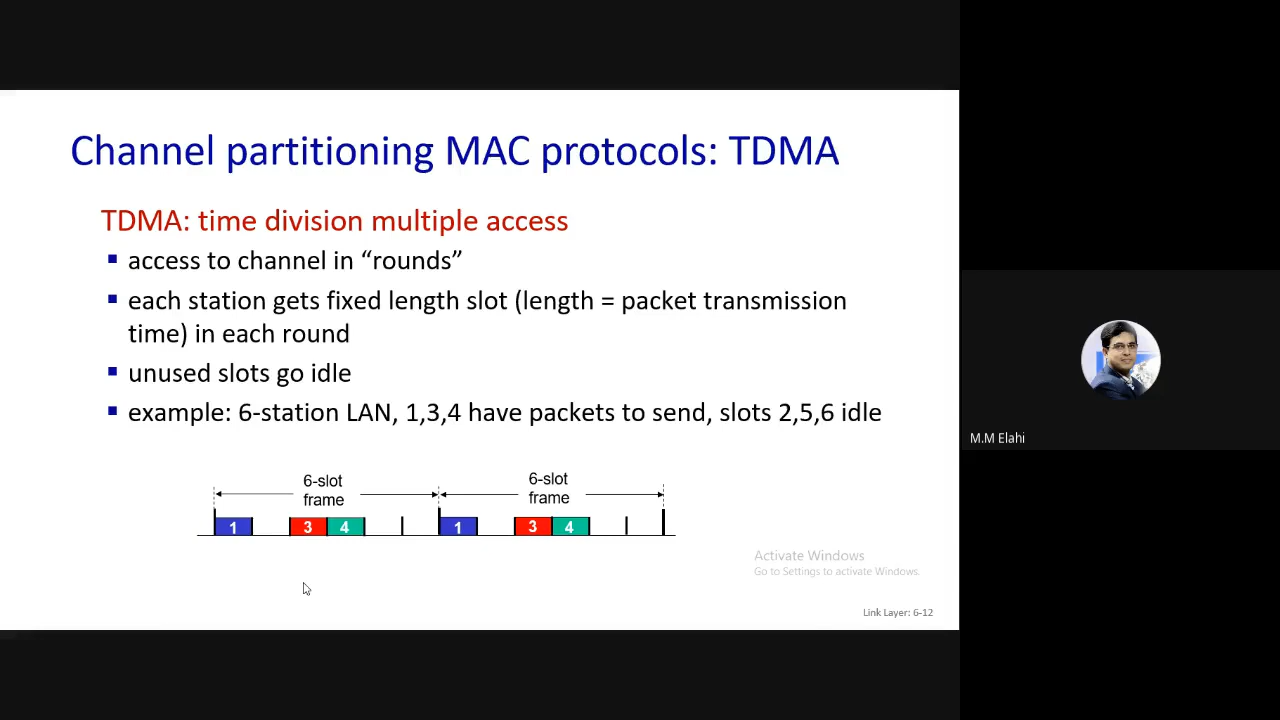 Channel partitioning MAC protocols: TDMA
TDMA: time division multiple access
▪ access to channel in “rounds”
▪ each station gets fixed length slot (length = packet transmission
time) in each round
▪ unused slots go idle
▪ example: 6-station LAN, 1,3,4 have packets to send, slots 2,5,6 idle
6-slot
frame
6-slot
frame
1 3 4 1 3 4
Activate Windows
Go to Settings to activate Windows.
Link Layer: 6-12
M.M Elahi